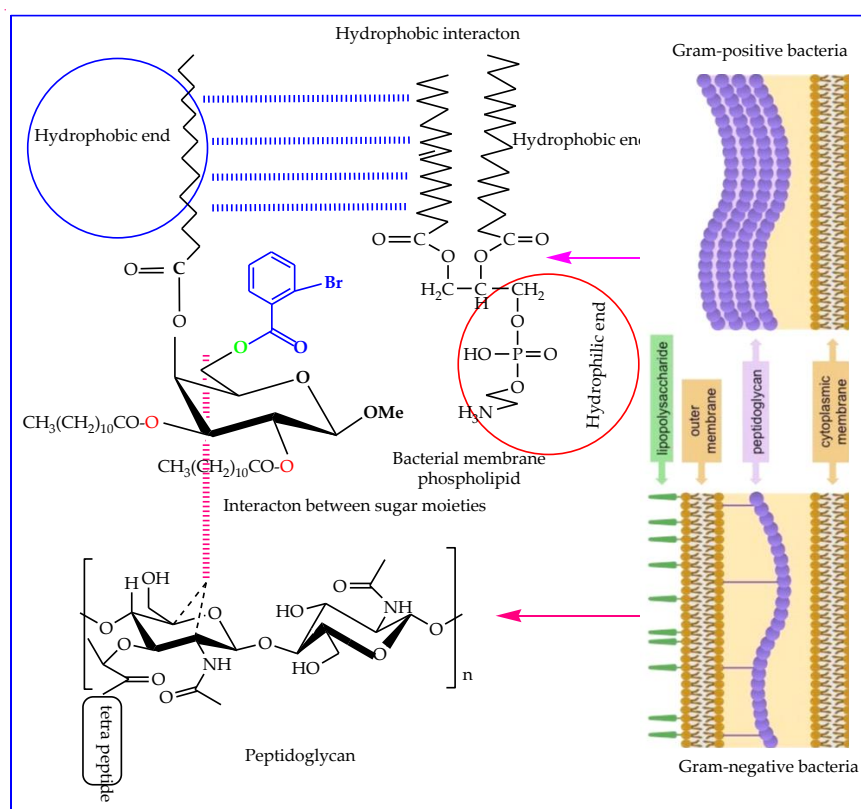 Hydrophobic interacton
Gram-positive bacteria
Hydrophobic end
Hydrophobic end
O
C
O
O
C
C
O
O
O
Br
H₂C
H
CH₂
O
O
O
O
HO
P
O
O
H₃N
Hydrophilic end
O
OMe
CH₃(CH₂)₁₀CO-O
CH₃(CH₂)₁₀CO-O
Bacterial membrane
phospholipid
Interacton between sugar moieties
lipopolysaccharide
outer
membrane
peptidoglycan
cytoplasmic
membrane
H
OH
O
O
O
NH
O
O
O
HO
O
NH
O
O
HO
n
tetra peptide
Peptidoglycan
Gram-negative bacteria